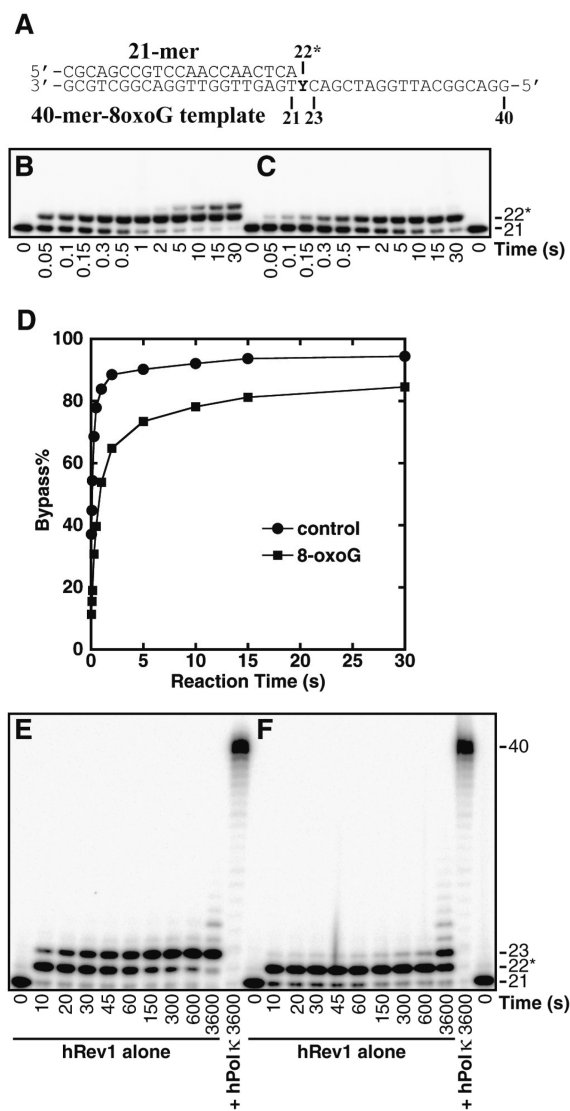 A
21-mer 22*
5′-CGCAGCCGTCCAACCAACTCA
3′-GCGTCGGCAGGTTGGTTGAGTYCAGCTAGGTTACGGCAGG-5′
40-mer-8oxoG template 21 23 40
B C
-22*
-21
0 0.05 0.1 0.15 0.3 0.5 1 2 5 10 15 30 0 0.05 0.1 0.15 0.3 0.5 1 2 5 10 15 30 0 Time (s)
D
100
80
60
40
20
0
Bypass%
control
8-oxoG
0 5 10 15 20 25 30
Reaction Time (s)
E F
-40
-23
-22*
-21
0 10 20 30 45 60 150 300 600 3600 + hPol κ 3600 0 10 20 30 45 60 150 300 600 3600 + hPol κ 3600 0 Time (s)
hRev1 alone hRev1 alone